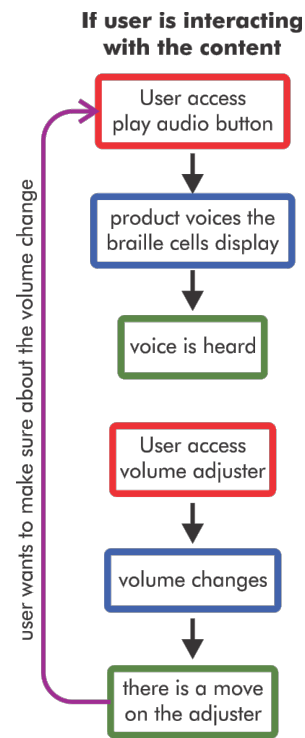 If user is interacting
with the content
User access
play audio button
product voices the
braille cells display
voice is heard
User access
volume adjuster
volume changes
there is a move
on the adjuster
user wants to make sure about the volume change